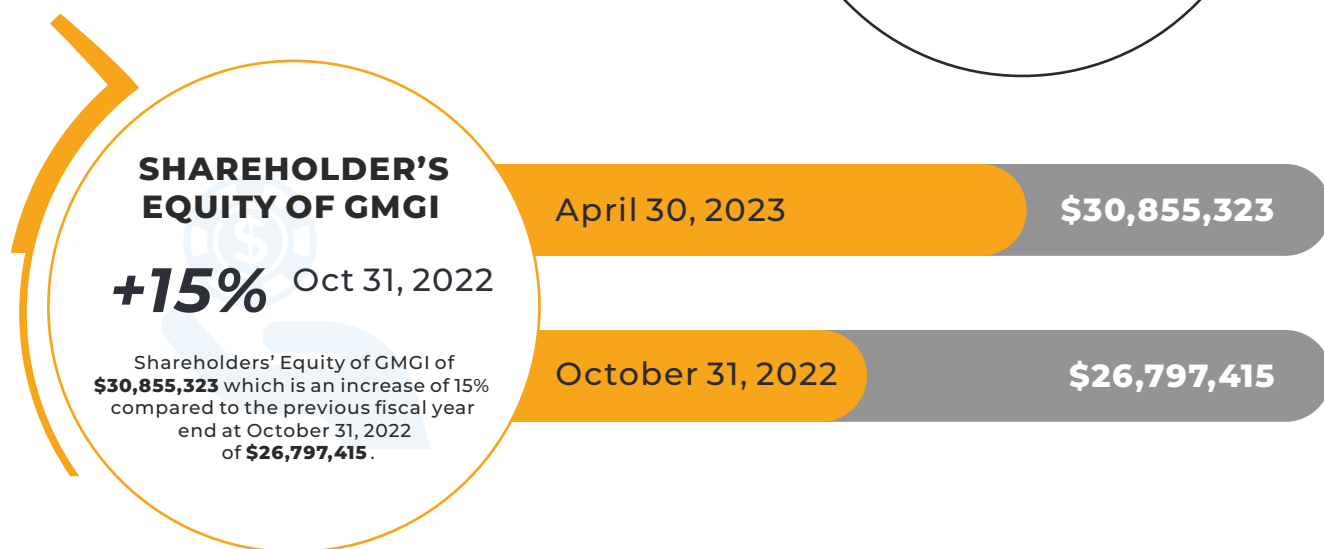 SHAREHOLDER’S
EQUITY OF GMGI
$
+15% Oct 31, 2022
Shareholders’ Equity of GMGI of
$30,855,323 which is an increase of 15%
compared to the previous fiscal year
end at October 31, 2022
of $26,797,415.
April 30, 2023 $30,855,323
October 31, 2022 $26,797,415